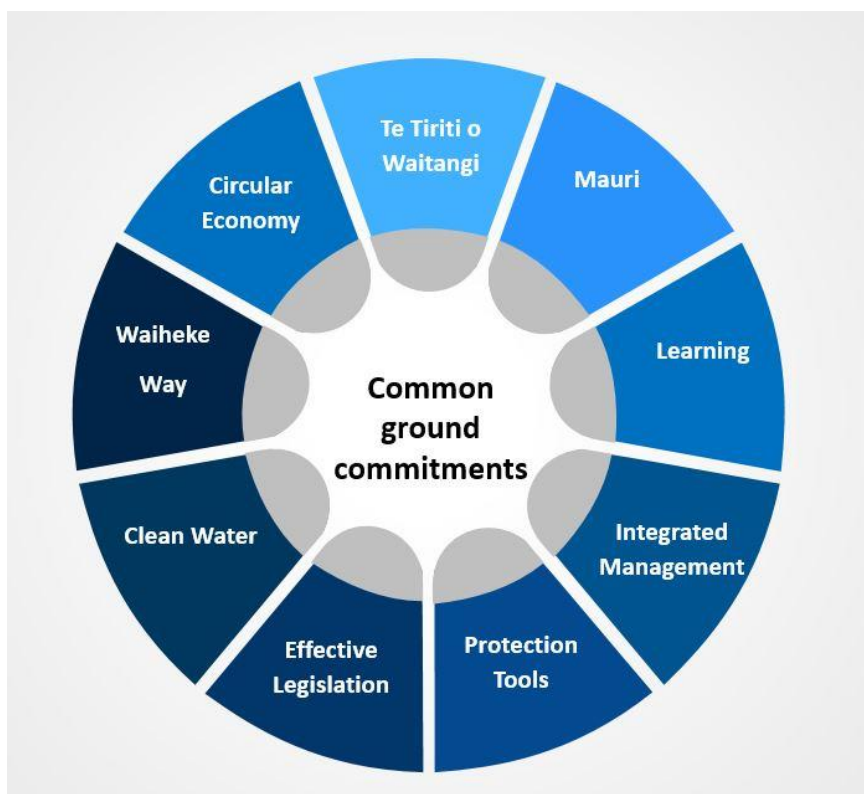 Te Tiriti o
Waitangi
Mauri
Learning
Integrated
Management
Protection
Tools
Effective
Legislation
Clean Water
Waiheke
Way
Circular
Economy
Common
ground
commitments